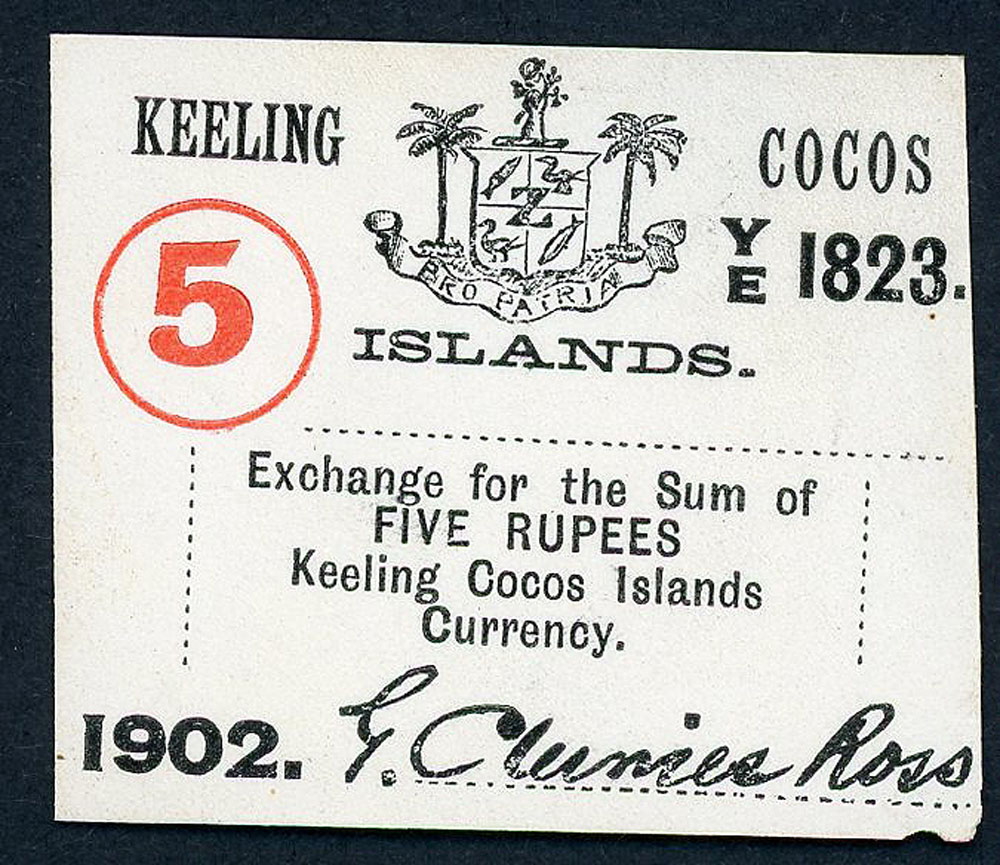 KEELING
COCOS
Z
YE 1823.
5
PRO PATRIA
ISLANDS.
Exchange for the Sum of
FIVE RUPEES
Keeling Cocos Islands
Currency.
1902. G. Clunies Ross